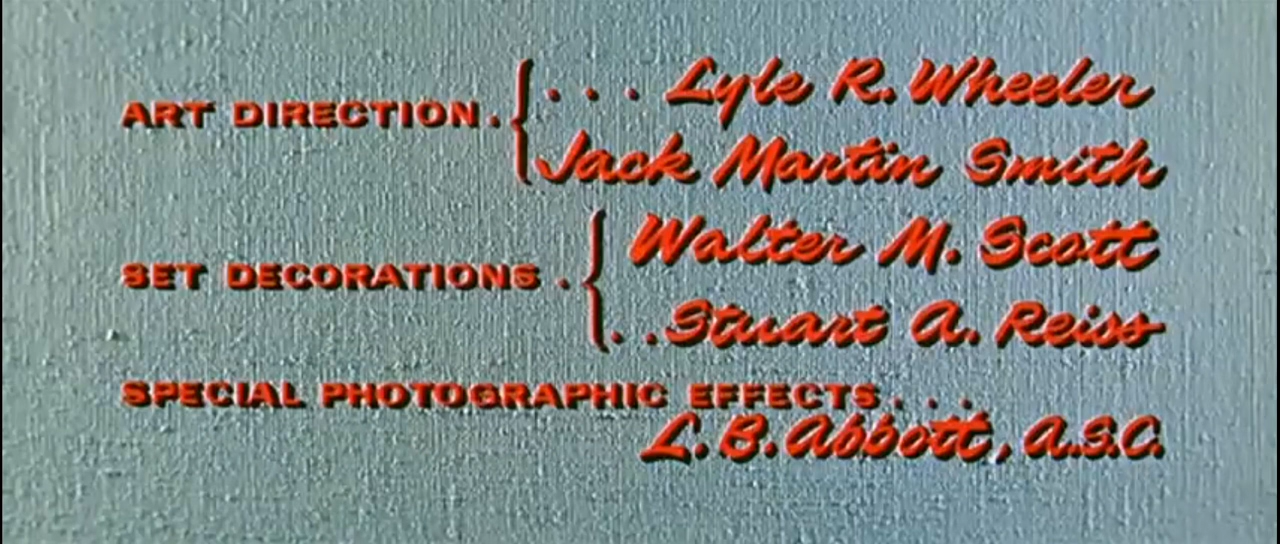 ART DIRECTION . { . . . Lyle R. Wheeler
Jack Martin Smith
SET DECORATIONS . { Walter M. Scott
. . Stuart A. Reiss
SPECIAL PHOTOGRAPHIC EFFECTS . . .
L. B. Abbott, A.S.C.